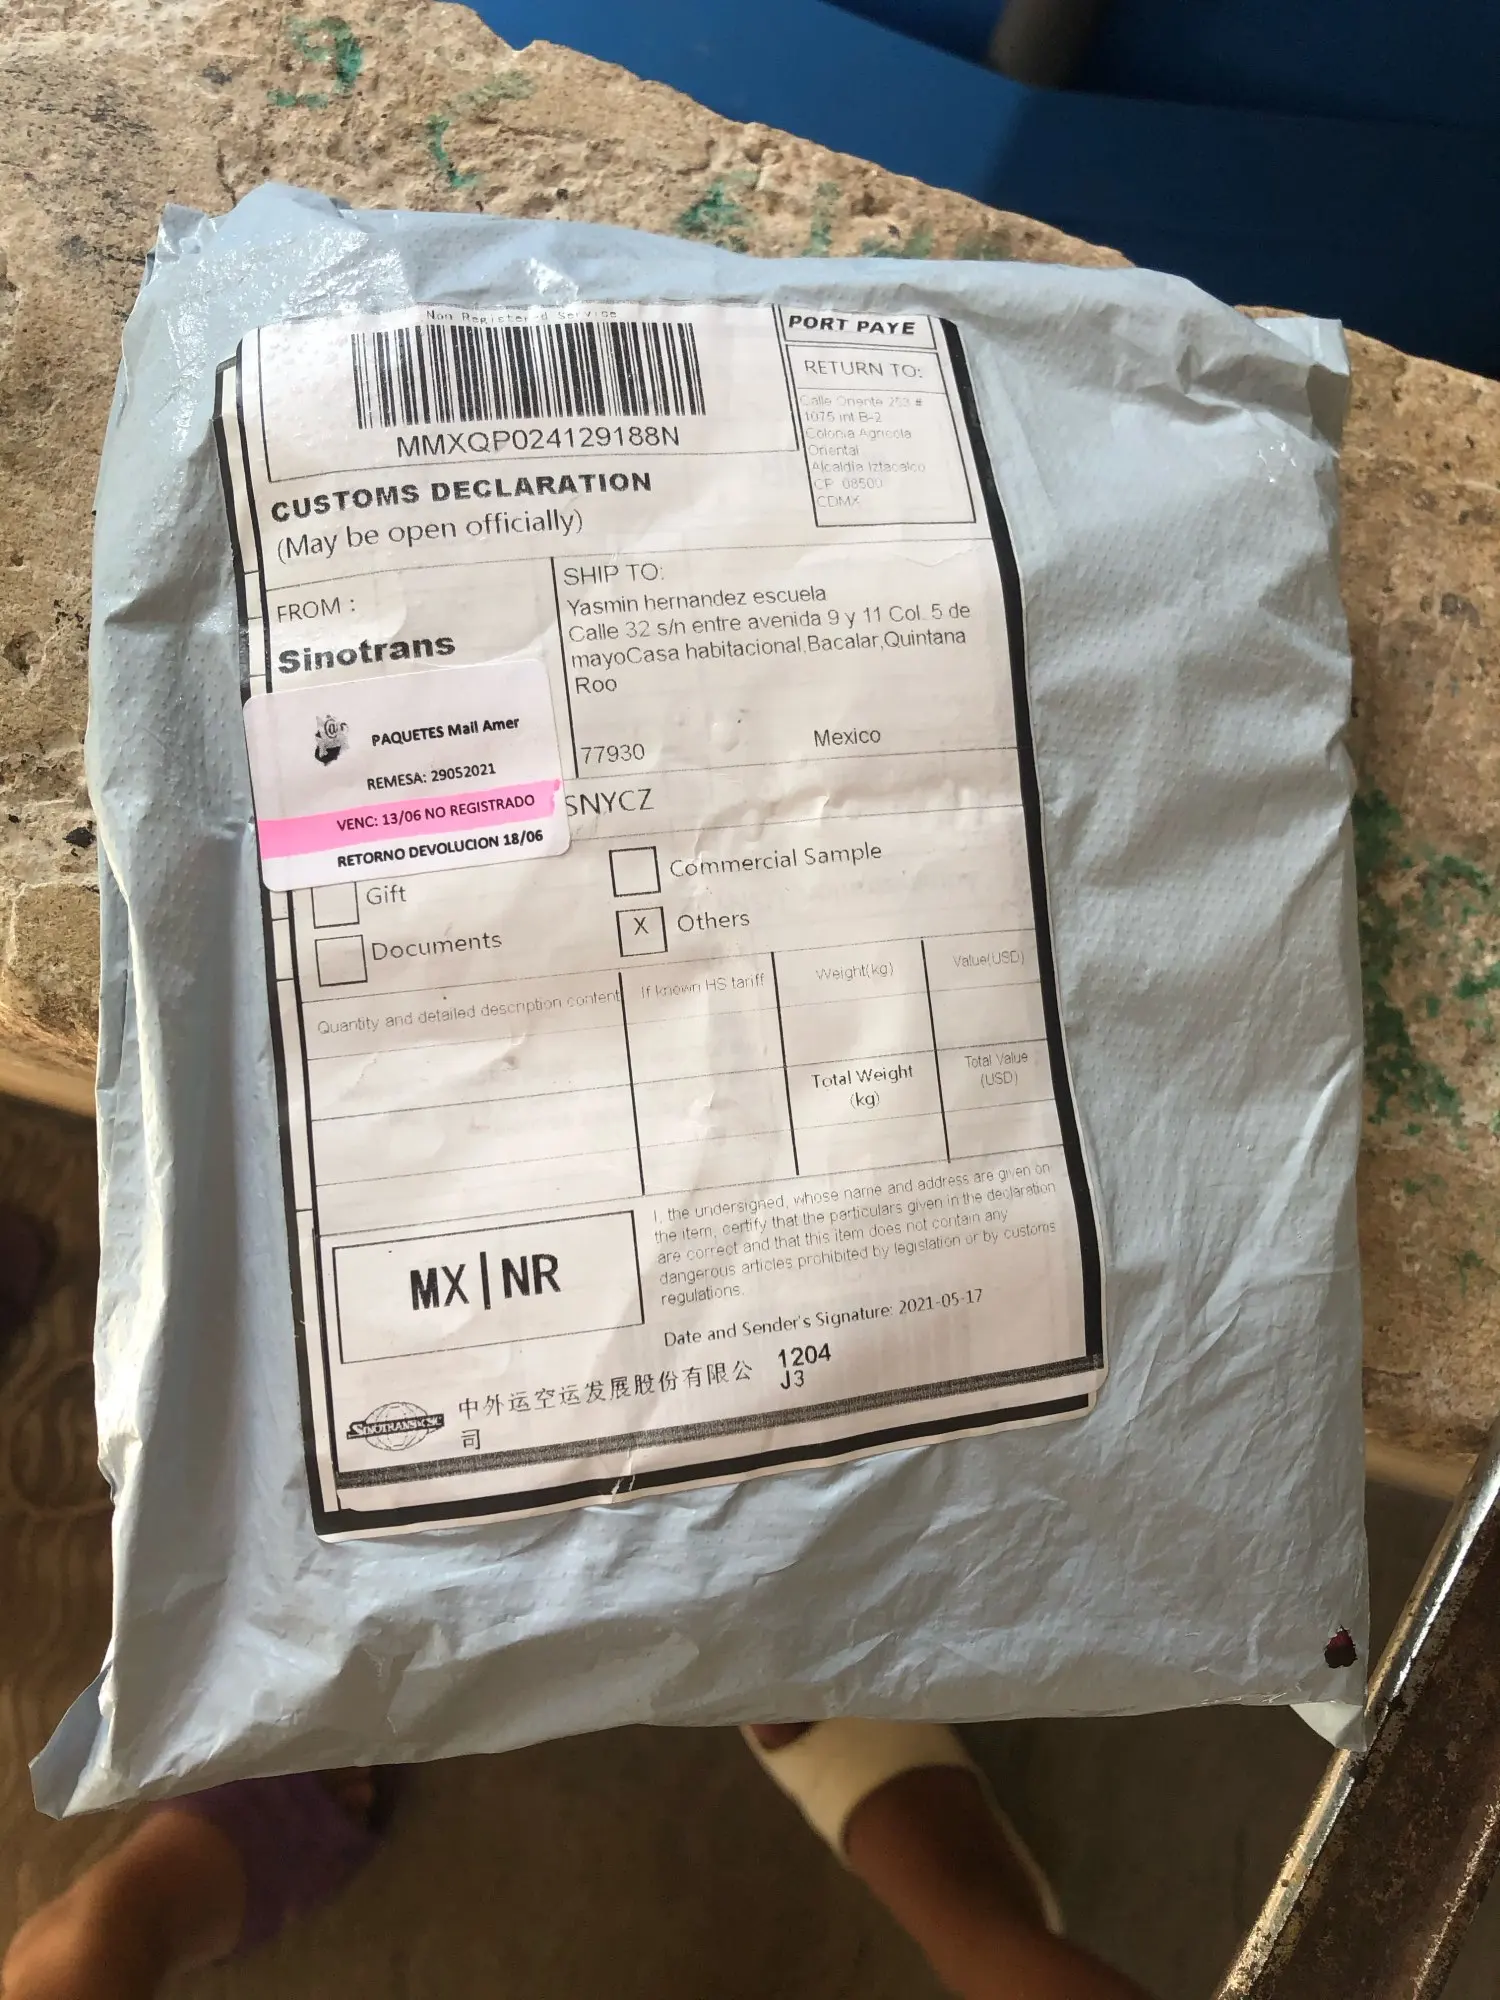 Non Registered Service
MMXQP024129188N
PORT PAYE
RETURN TO:
Calle Oriente 253 #
1075 int B-2
Colonia Agricola
Oriental
Alcaldia Iztacalco
CP 08500
CDMX
CUSTOMS DECLARATION
(May be open officially)
FROM :
Sinotrans
SHIP TO:
Yasmin hernandez escuela
Calle 32 s/n entre avenida 9 y 11 Col. 5 de
mayoCasa habitacional,Bacalar,Quintana
Roo
77930 Mexico
PAQUETES Mail Amer
REMESA: 29052021
VENC: 13/06 NO REGISTRADO
RETORNO DEVOLUCION 18/06
SNYCZ
Gift
Commercial Sample
Documents
X Others
Quantity and detailed description content
If known HS tariff
Weight(kg)
Value(USD)
Total Weight
(kg)
Total Value
(USD)
MX|NR
I, the undersigned, whose name and address are given on
the item, certify that the particulars given in the declaration
are correct and that this item does not contain any
dangerous articles prohibited by legislation or by customs
regulations.
Date and Sender's Signature: 2021-05-17
SINOTRANS&CSC
中外运空运发展股份有限公
司
1204
J3